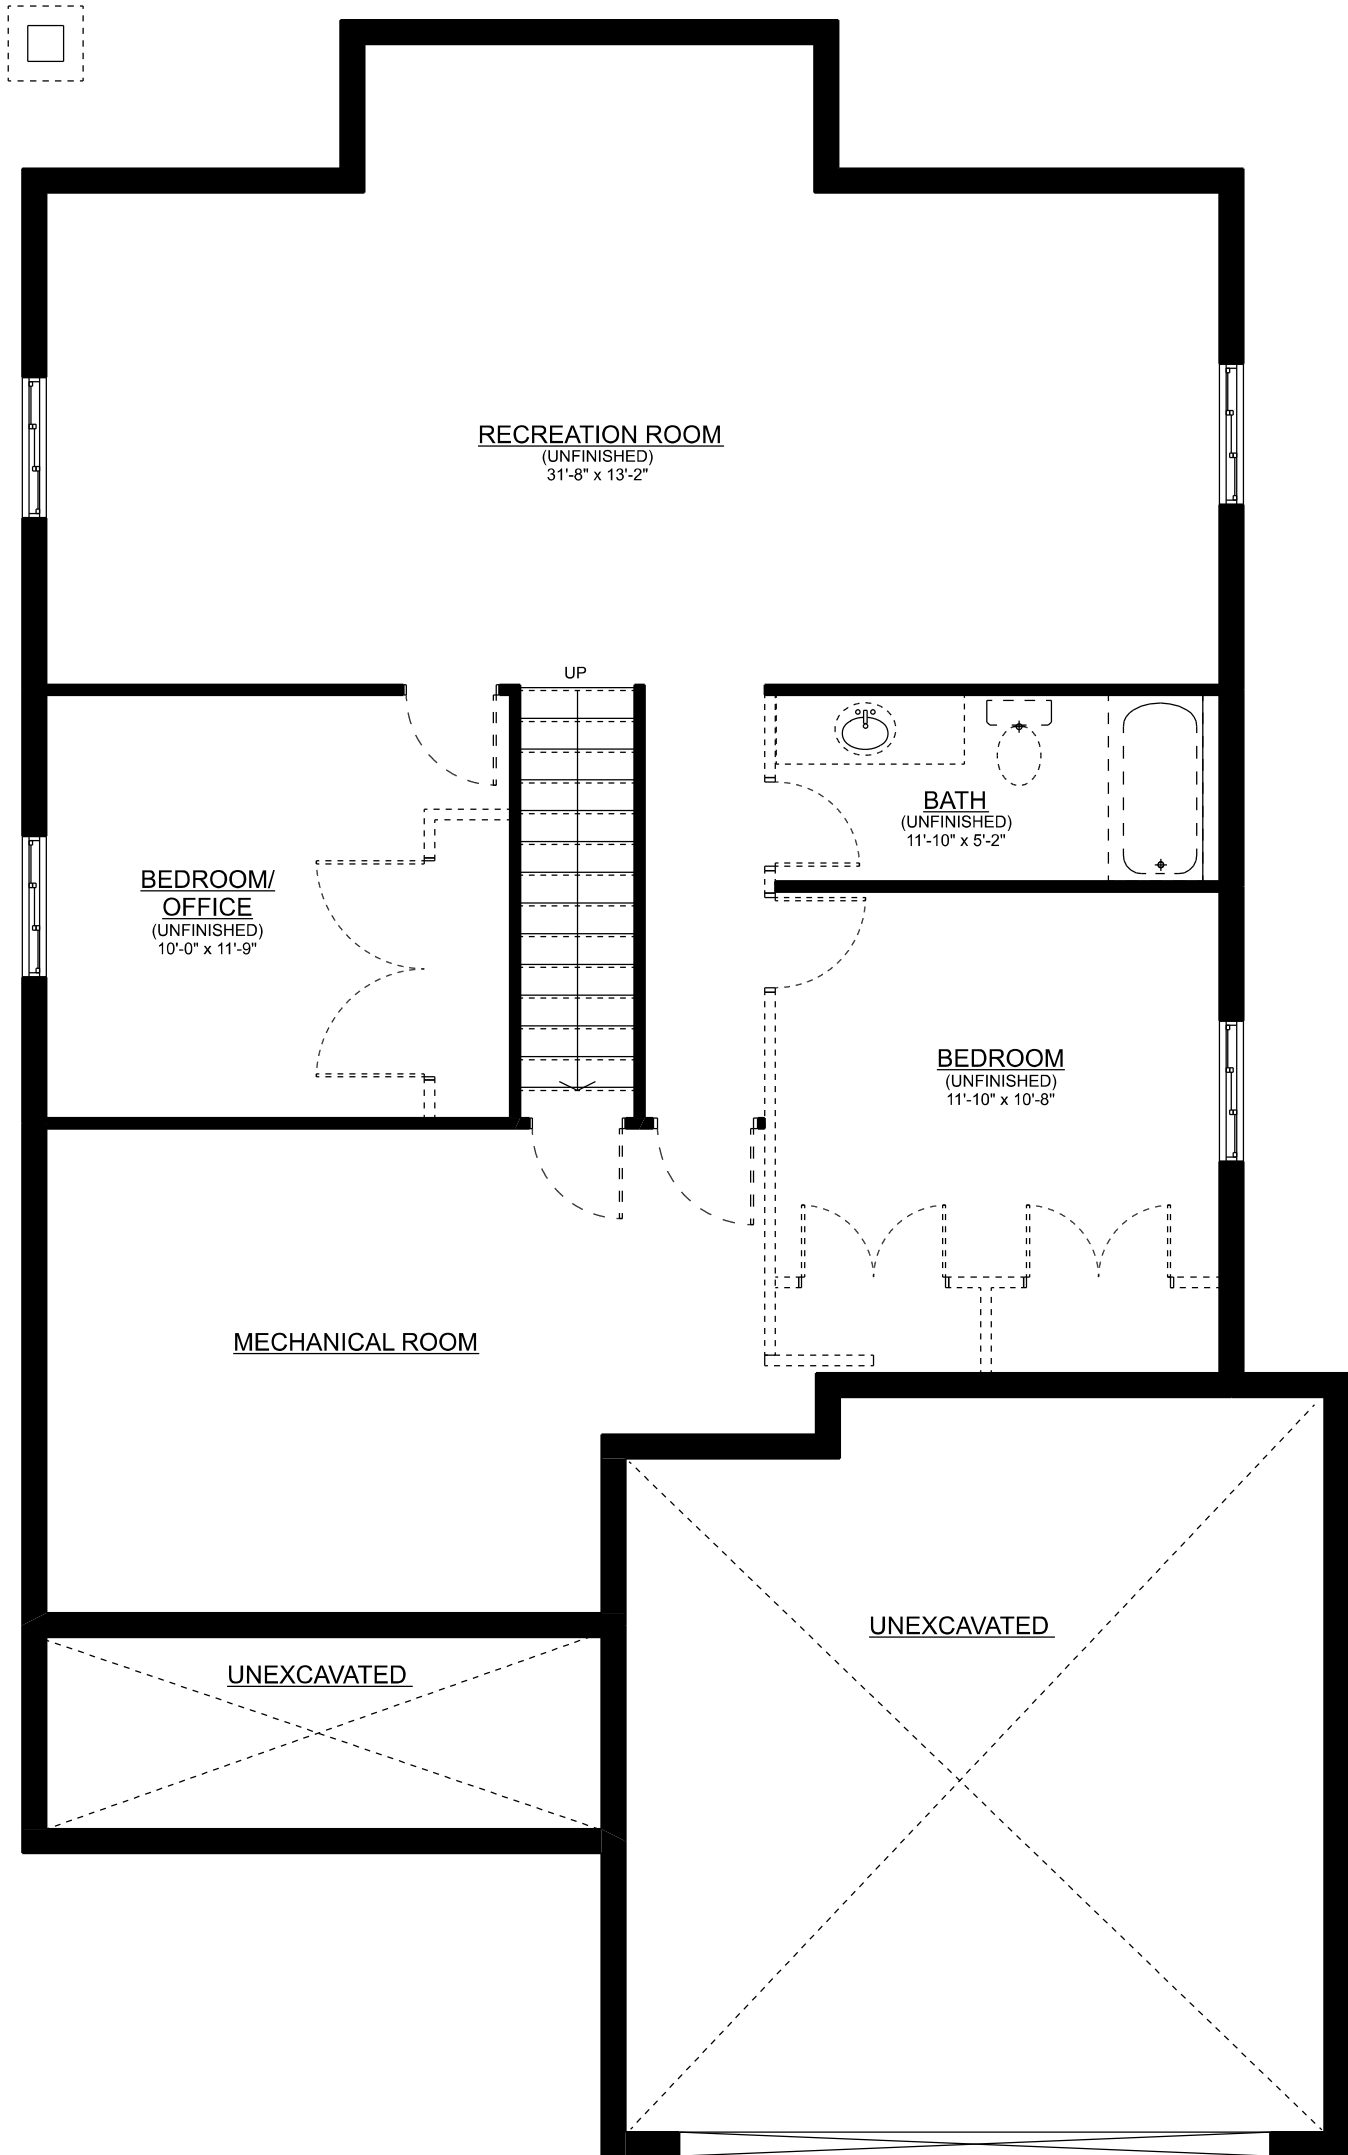 RECREATION ROOM
(UNFINISHED)
31'-8" x 13'-2"
UP
BATH
(UNFINISHED)
11'-10" x 5'-2"
BEDROOM/
OFFICE
(UNFINISHED)
10'-0" x 11'-9"
BEDROOM
(UNFINISHED)
11'-10" x 10'-8"
MECHANICAL ROOM
UNEXCAVATED
UNEXCAVATED